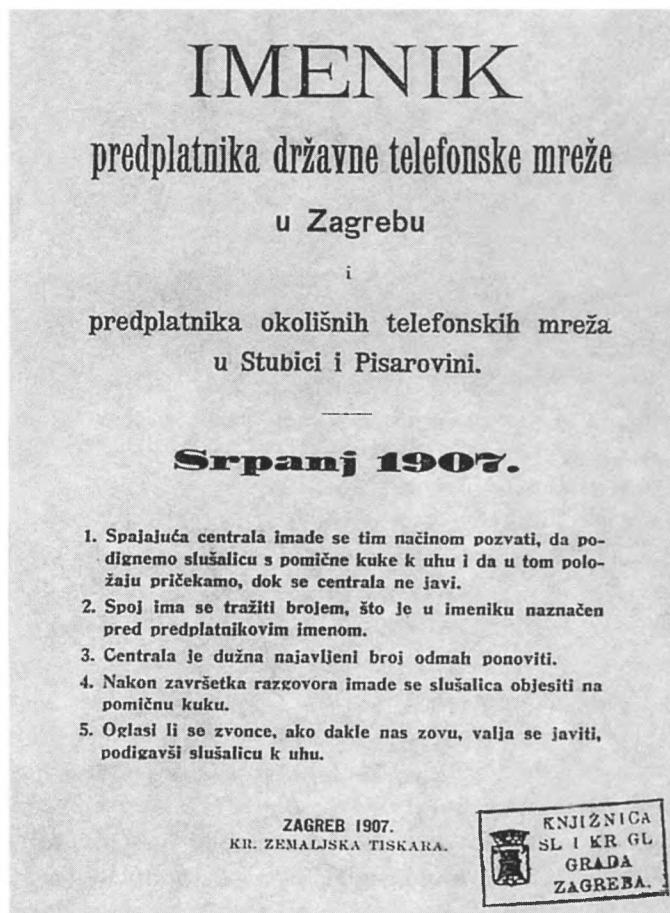 IMENIK
predplatnika državne telefonske mreže
u Zagrebu
i
predplatnika okolišnih telefonskih mreža
u Stubici i Pisarovini.
Srpanj 1907.
1. Spajajuća centrala imade se tim načinom pozvati, da po-
dignemo slušalicu s pomične kuke k uhu i da u tom polo-
žaju pričekamo, dok se centrala ne javi.
2. Spoj ima se tražiti brojem, što je u imeniku naznačen
pred predplatnikovim imenom.
3. Centrala je dužna najavljeni broj odmah ponoviti.
4. Nakon završetka razgovora imade se slušalica objesiti na
pomičnu kuku.
5. Oglasi li se zvonce, ako dakle nas zovu, valja se javiti,
podigavši slušalicu k uhu.
ZAGREB 1907.
KR. ZEMALJSKA TISKARA.
KNJIŽNICA
SL I KR GL
GRADA
ZAGREBA.